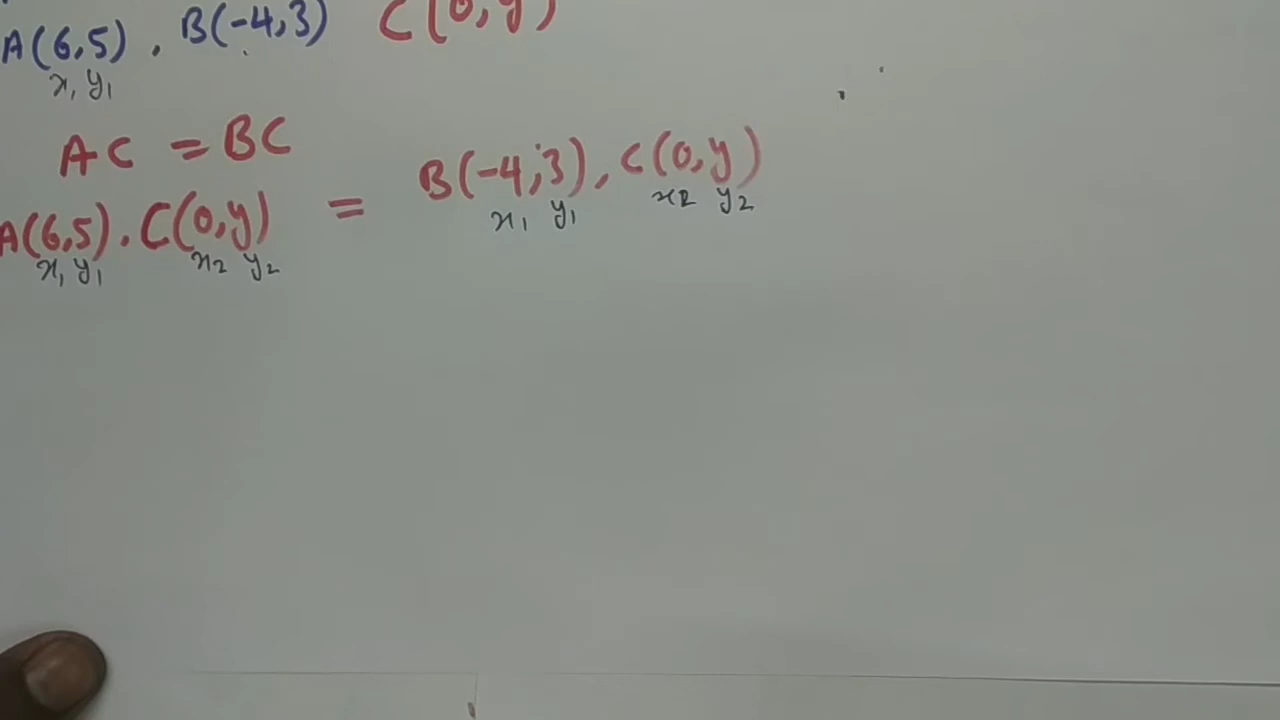 A(6,5) . B(-4,3) C(0,y)
x1 y1
AC = BC
A(6,5) . C(0,y) = B(-4,3), C(0,y)
x1 y1 x2 y2 x1 y1 x2 y2